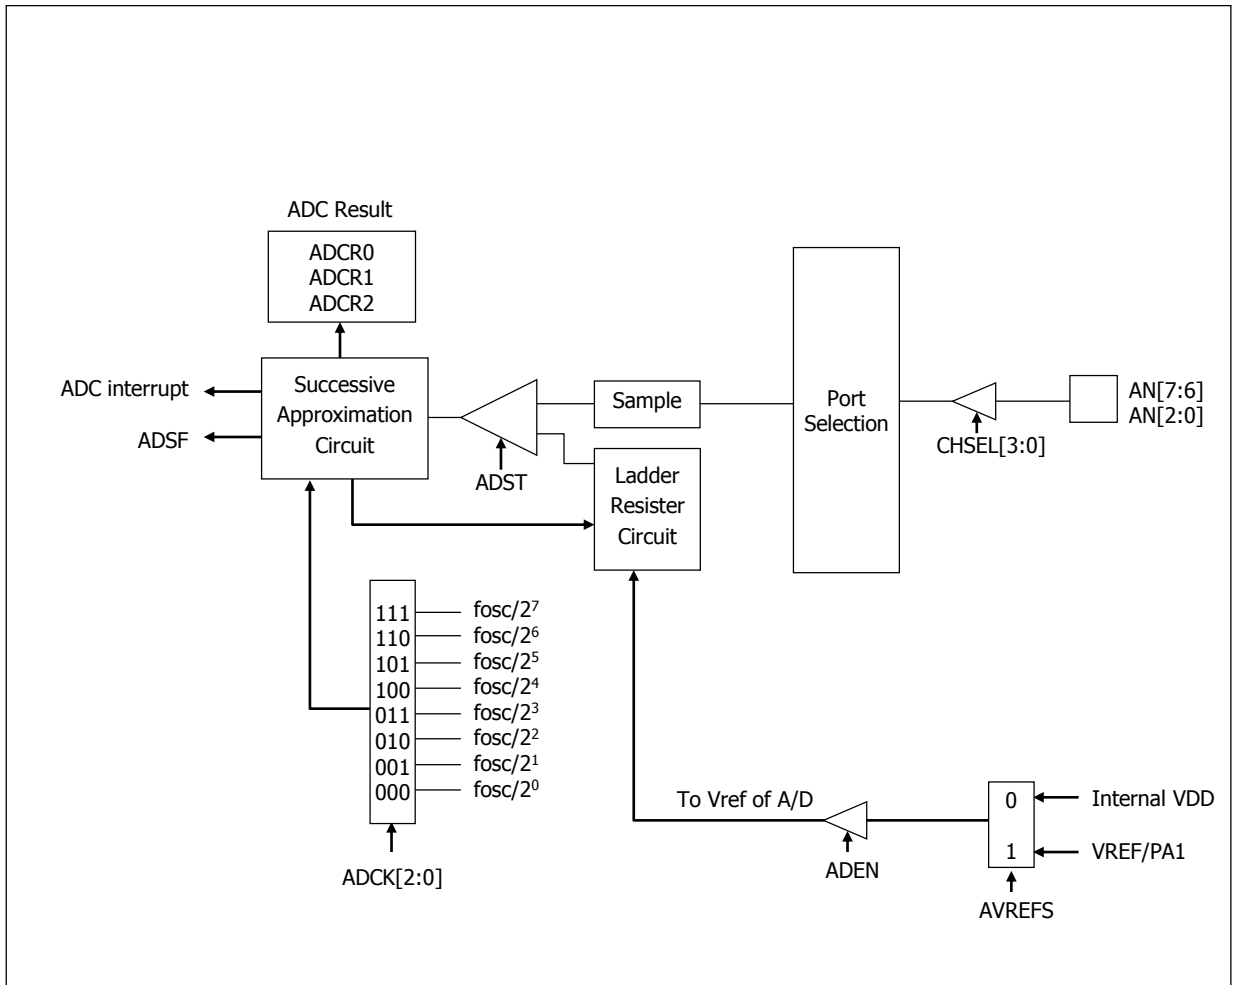 ADC Result
ADCR0
ADCR1
ADCR2
ADC interrupt
ADSF
Successive
Approximation
Circuit
ADST
Sample
Ladder
Resister
Circuit
Port
Selection
CHSEL[3:0]
AN[7:6]
AN[2:0]
111 fosc/2⁷
110 fosc/2⁶
101 fosc/2⁵
100 fosc/2⁴
011 fosc/2³
010 fosc/2²
001 fosc/2¹
000 fosc/2⁰
ADCK[2:0]
To Vref of A/D
ADEN
0 Internal VDD
1 VREF/PA1
AVREFS